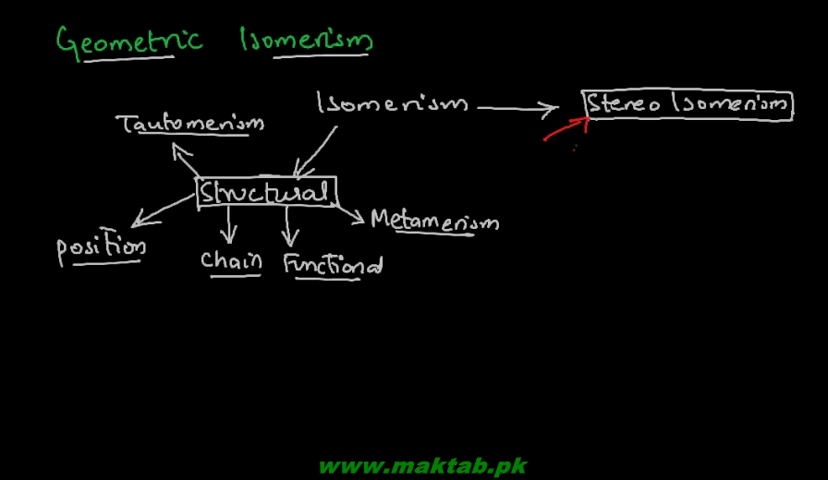 Geometric Isomerism
Isomerism
Stereo Isomerism
Tautomerism
Structural
Metamerism
position
chain
Functional
www.maktab.pk